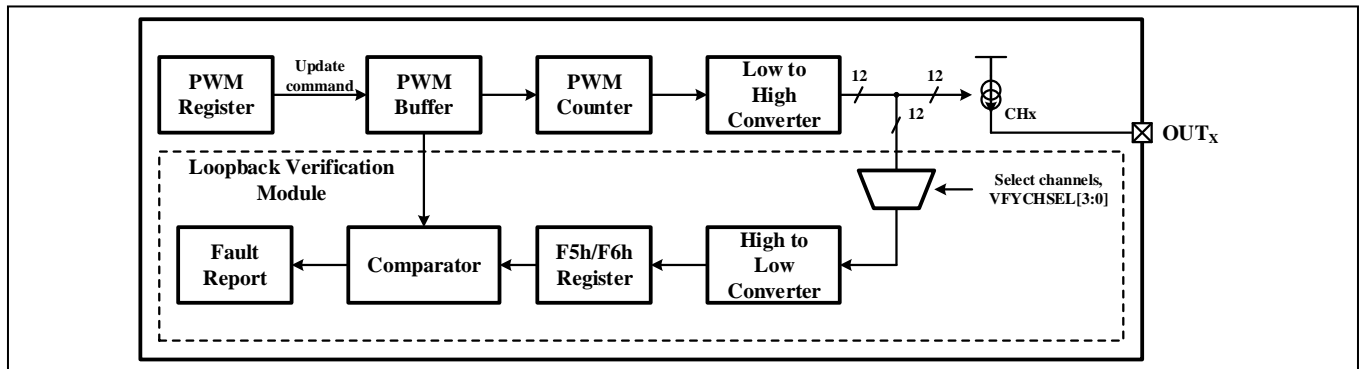 PWM
Register
Update
command
PWM
Buffer
PWM
Counter
Low to
High
Converter
12
12
12
CHx
OUTX
Loopback Verification
Module
Select channels,
VFYCHSEL[3:0]
Fault
Report
Comparator
F5h/F6h
Register
High to
Low
Converter